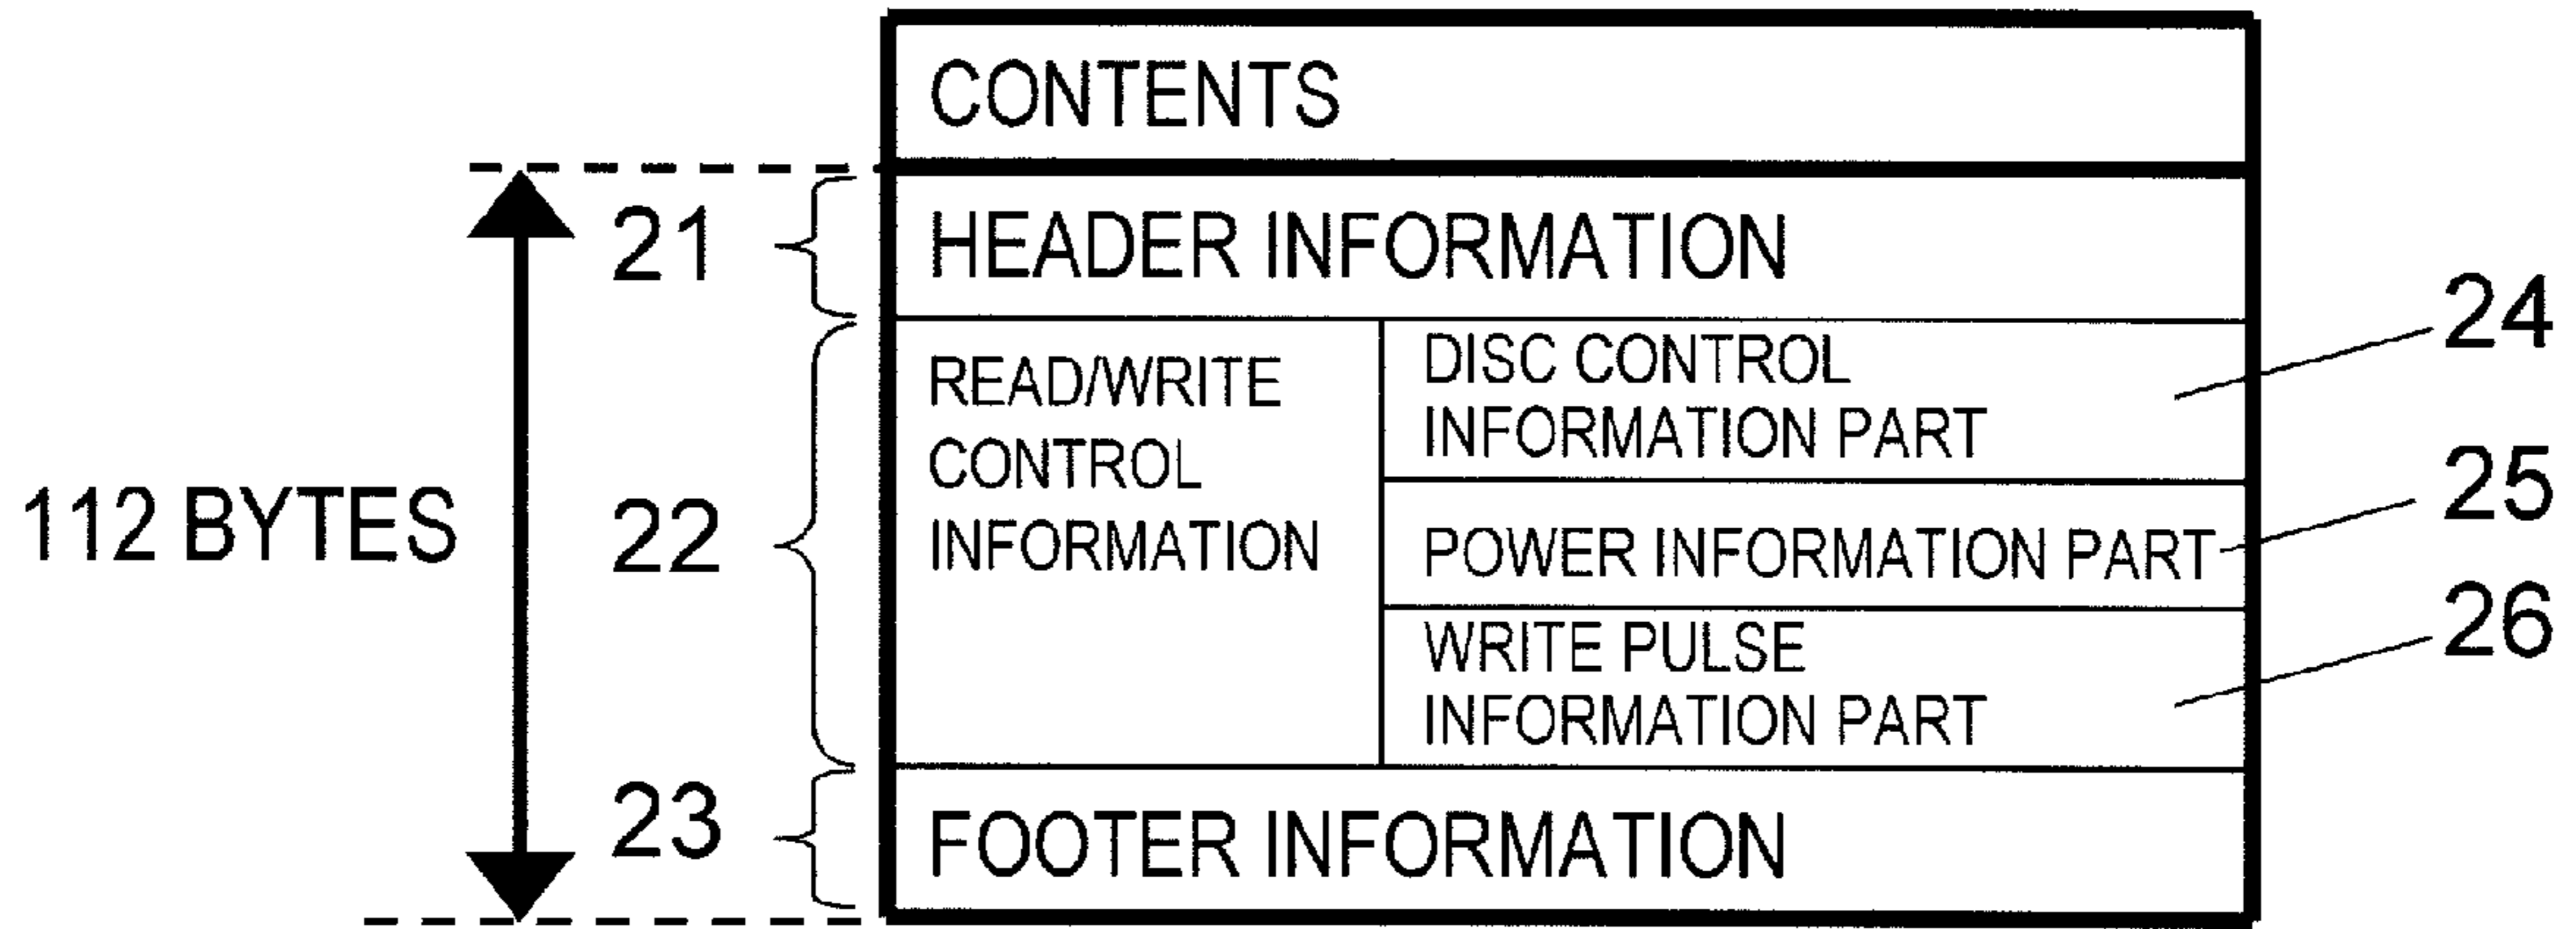 CONTENTS
21
HEADER INFORMATION
112 BYTES
22
READ/WRITE
CONTROL
INFORMATION
DISC CONTROL
INFORMATION PART
24
POWER INFORMATION PART
25
WRITE PULSE
INFORMATION PART
26
23
FOOTER INFORMATION